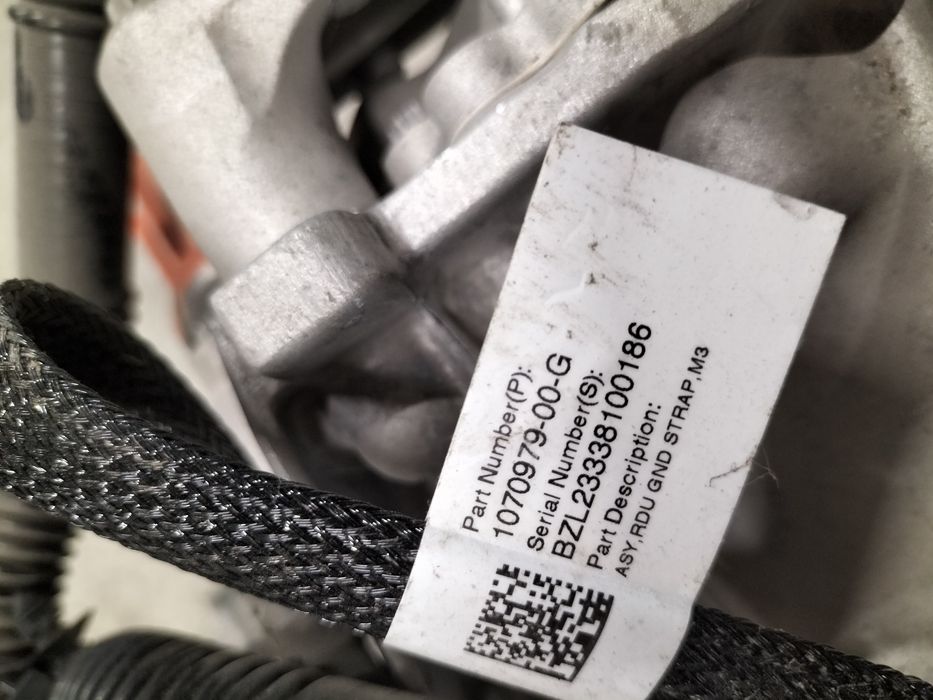 Part Number(P):
1070979-00-G
Serial Number(S):
BZL23338100186
Part Description:
ASY,RDU GND STRAP,M3